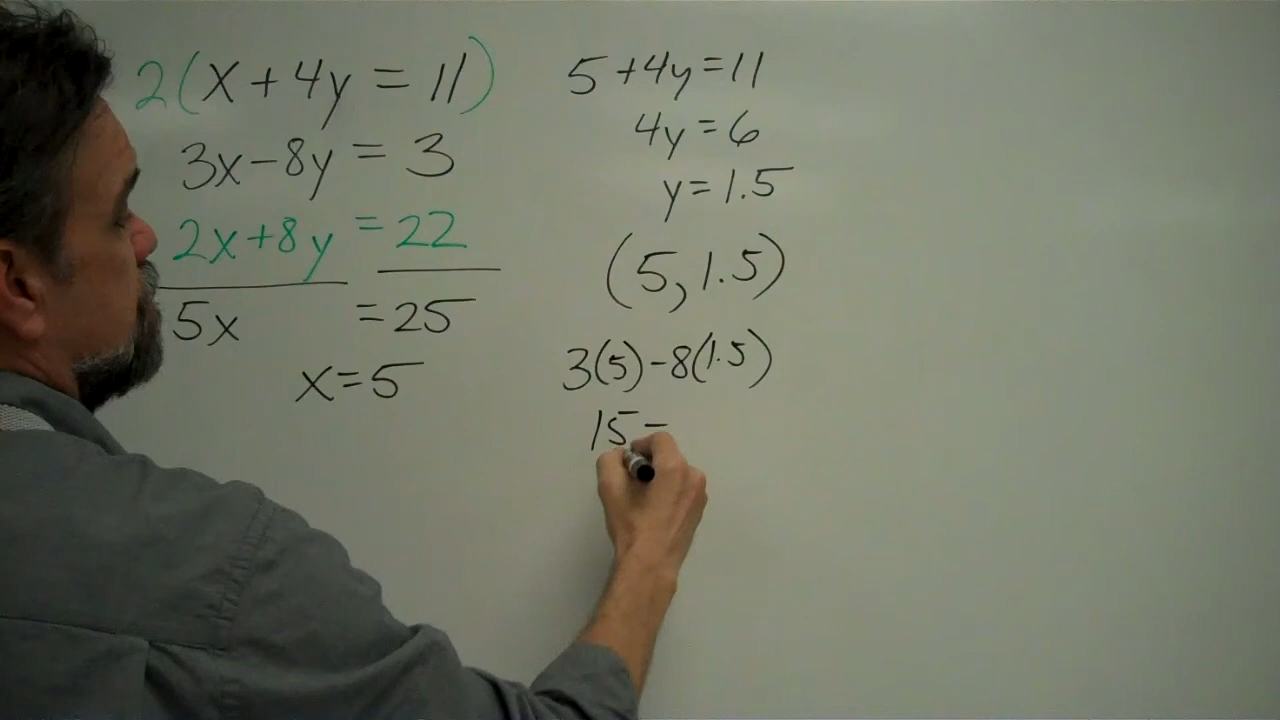 2(x+4y=11)
3x-8y=3
2x+8y=22
5x =25
x=5
5+4y=11
4y=6
y=1.5
(5,1.5)
3(5)-8(1.5)
15-